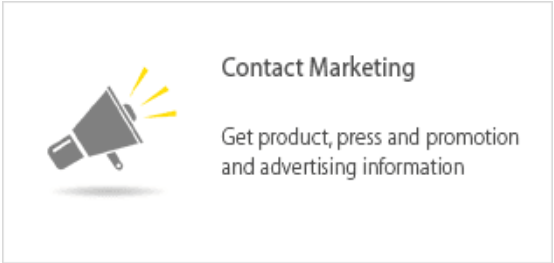 Contact Marketing
Get product, press and promotion
and advertising information